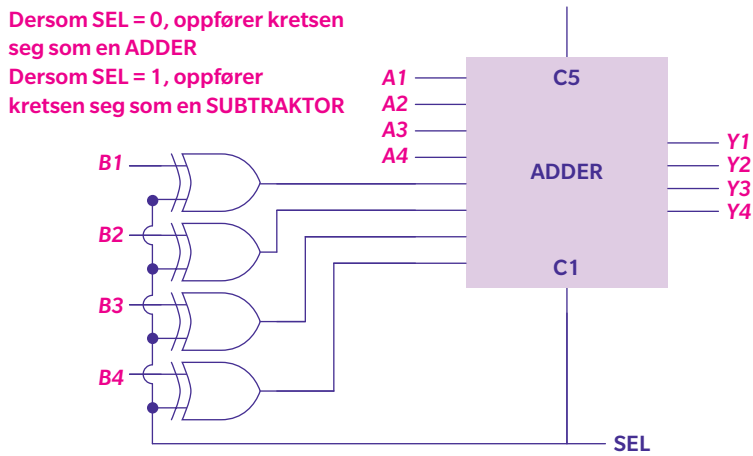 Dersom SEL = 0, oppfører kretsen
seg som en ADDER
Dersom SEL = 1, oppfører
kretsen seg som en SUBTRAKTOR
A1
A2
A3
A4
B1
B2
B3
B4
C5
ADDER
C1
Y1
Y2
Y3
Y4
SEL